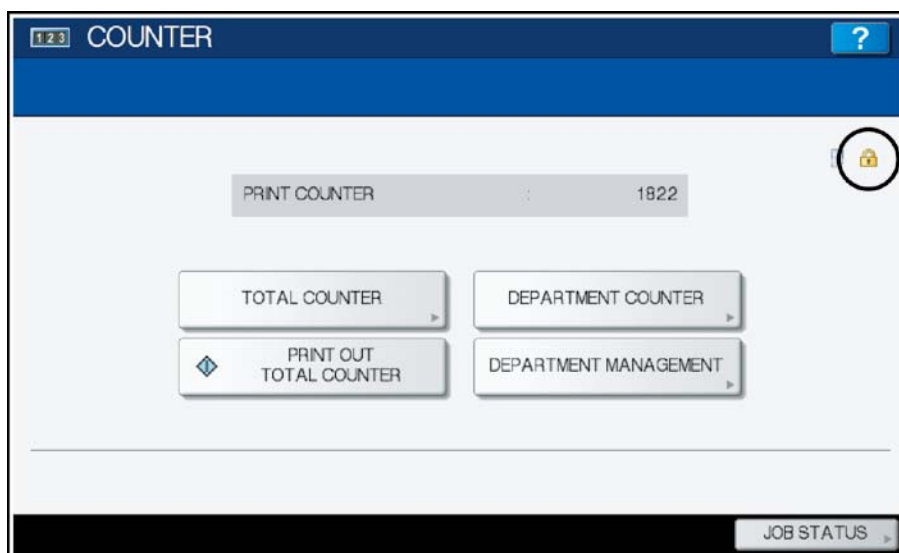 123 COUNTER
?
PRINT COUNTER : 1822
TOTAL COUNTER
DEPARTMENT COUNTER
PRINT OUT
TOTAL COUNTER
DEPARTMENT MANAGEMENT
JOB STATUS